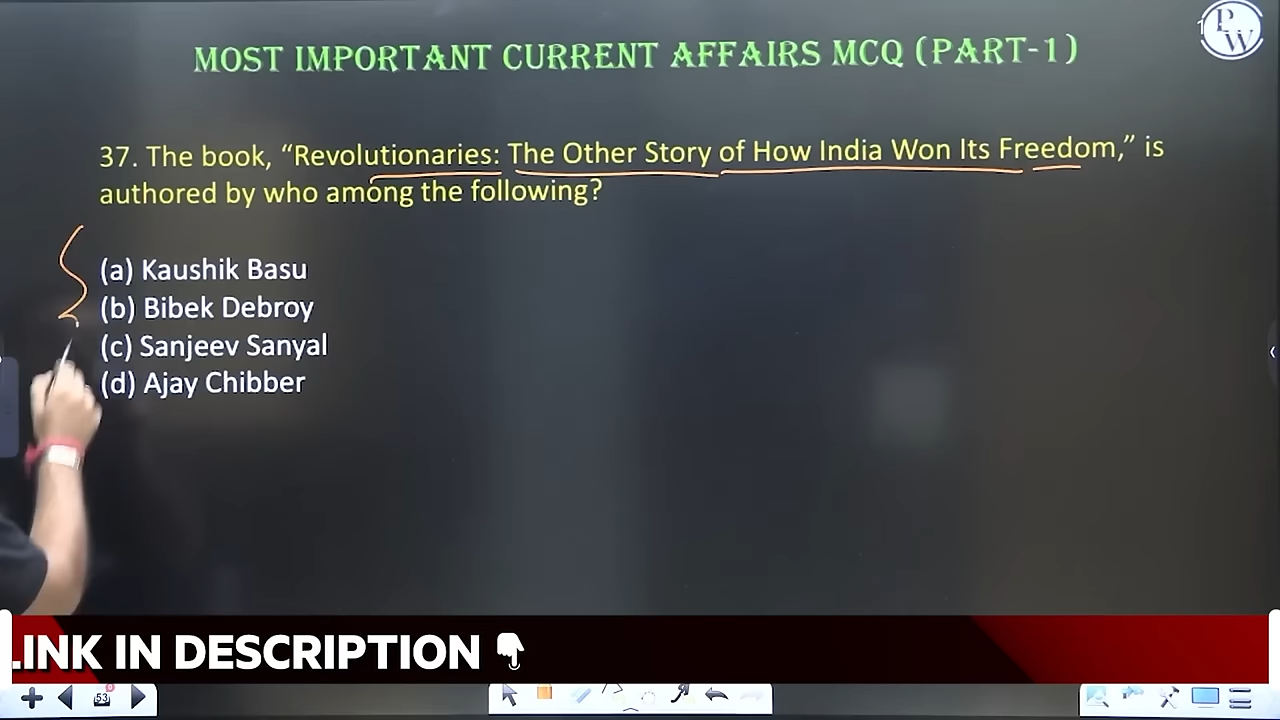 PW
MOST IMPORTANT CURRENT AFFAIRS MCQ (PART-1)
37. The book, “Revolutionaries: The Other Story of How India Won Its Freedom,” is
authored by who among the following?
(a) Kaushik Basu
(b) Bibek Debroy
(c) Sanjeev Sanyal
(d) Ajay Chibber
LINK IN DESCRIPTION
53